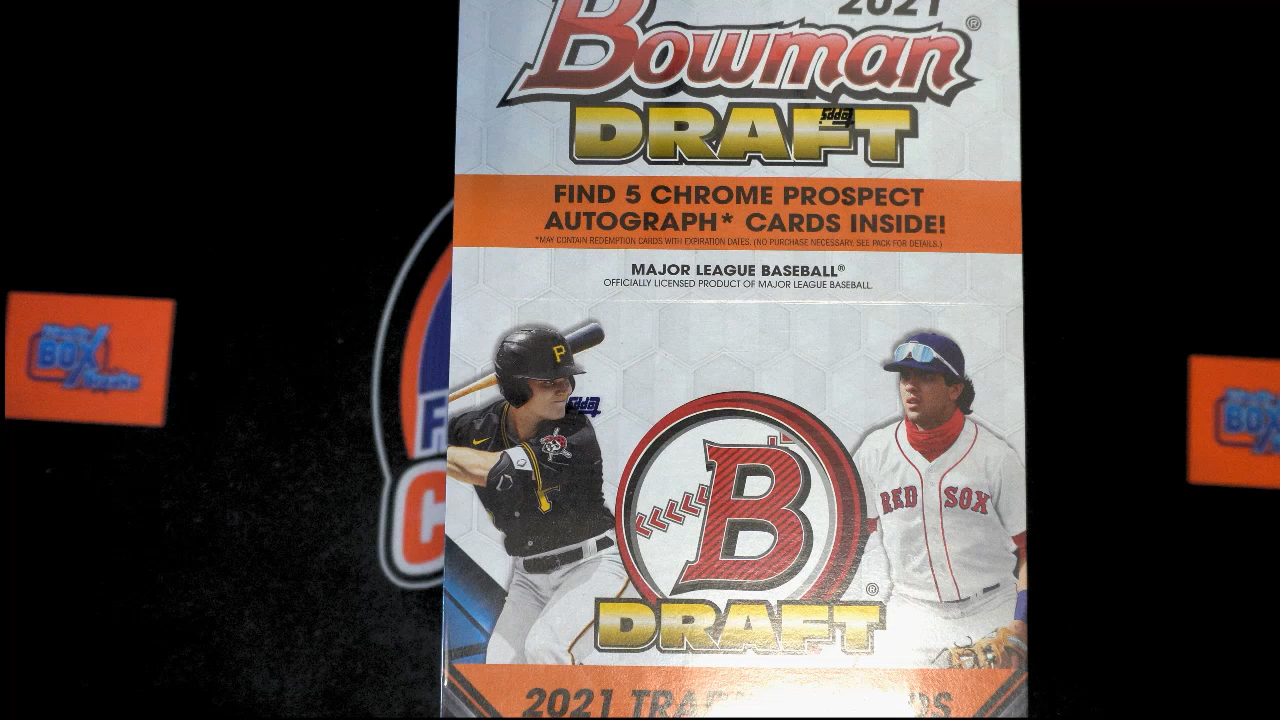 2021
Bowman®
DRAFT
FIND 5 CHROME PROSPECT
AUTOGRAPH* CARDS INSIDE!
*MAY CONTAIN REDEMPTION CARDS WITH EXPIRATION DATES. (NO PURCHASE NECESSARY. SEE PACK FOR DETAILS.)
MAJOR LEAGUE BASEBALL®
OFFICIALLY LICENSED PRODUCT OF MAJOR LEAGUE BASEBALL.
P
RED SOX
B
DRAFT®
2021
BOX
BOX
F
C